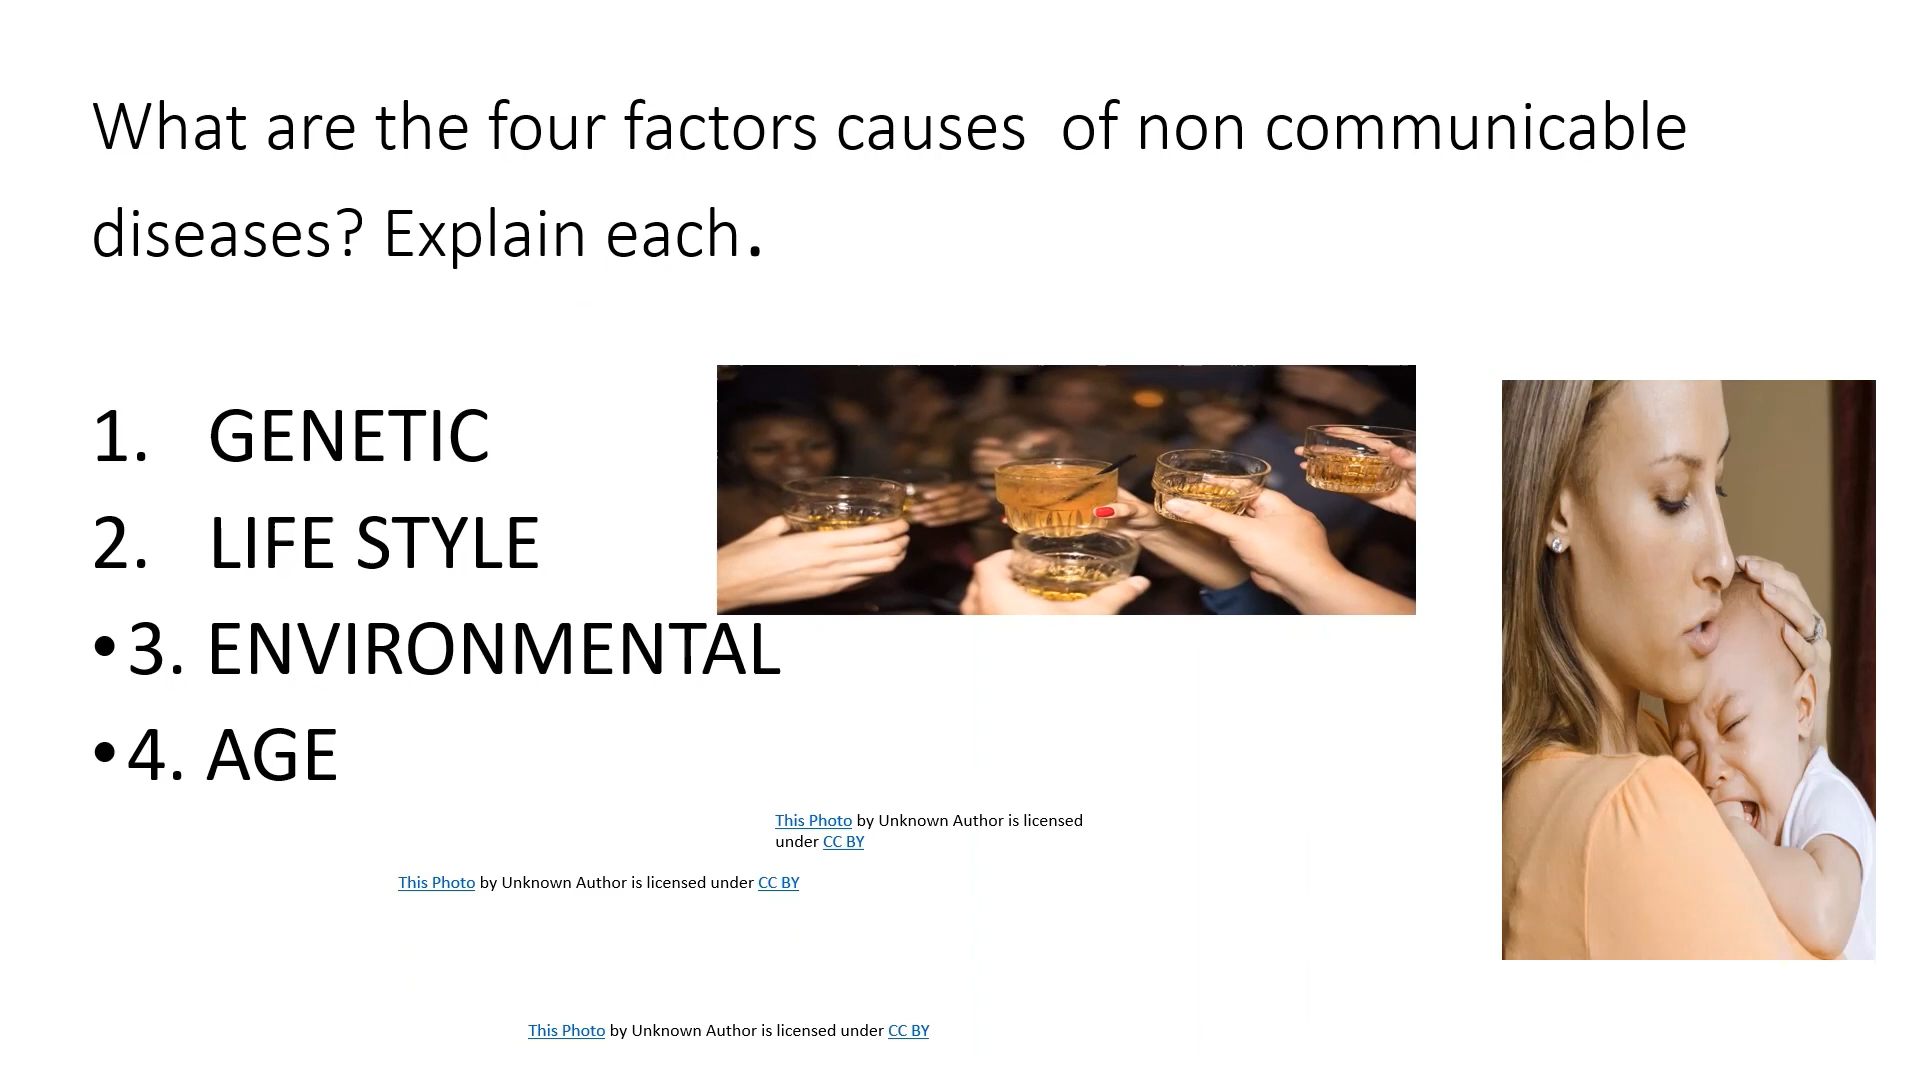 What are the four factors causes  of non communicable
diseases? Explain each.
1. GENETIC
2. LIFE STYLE
•3. ENVIRONMENTAL
•4. AGE
This Photo by Unknown Author is licensed
under CC BY
This Photo by Unknown Author is licensed under CC BY
This Photo by Unknown Author is licensed under CC BY